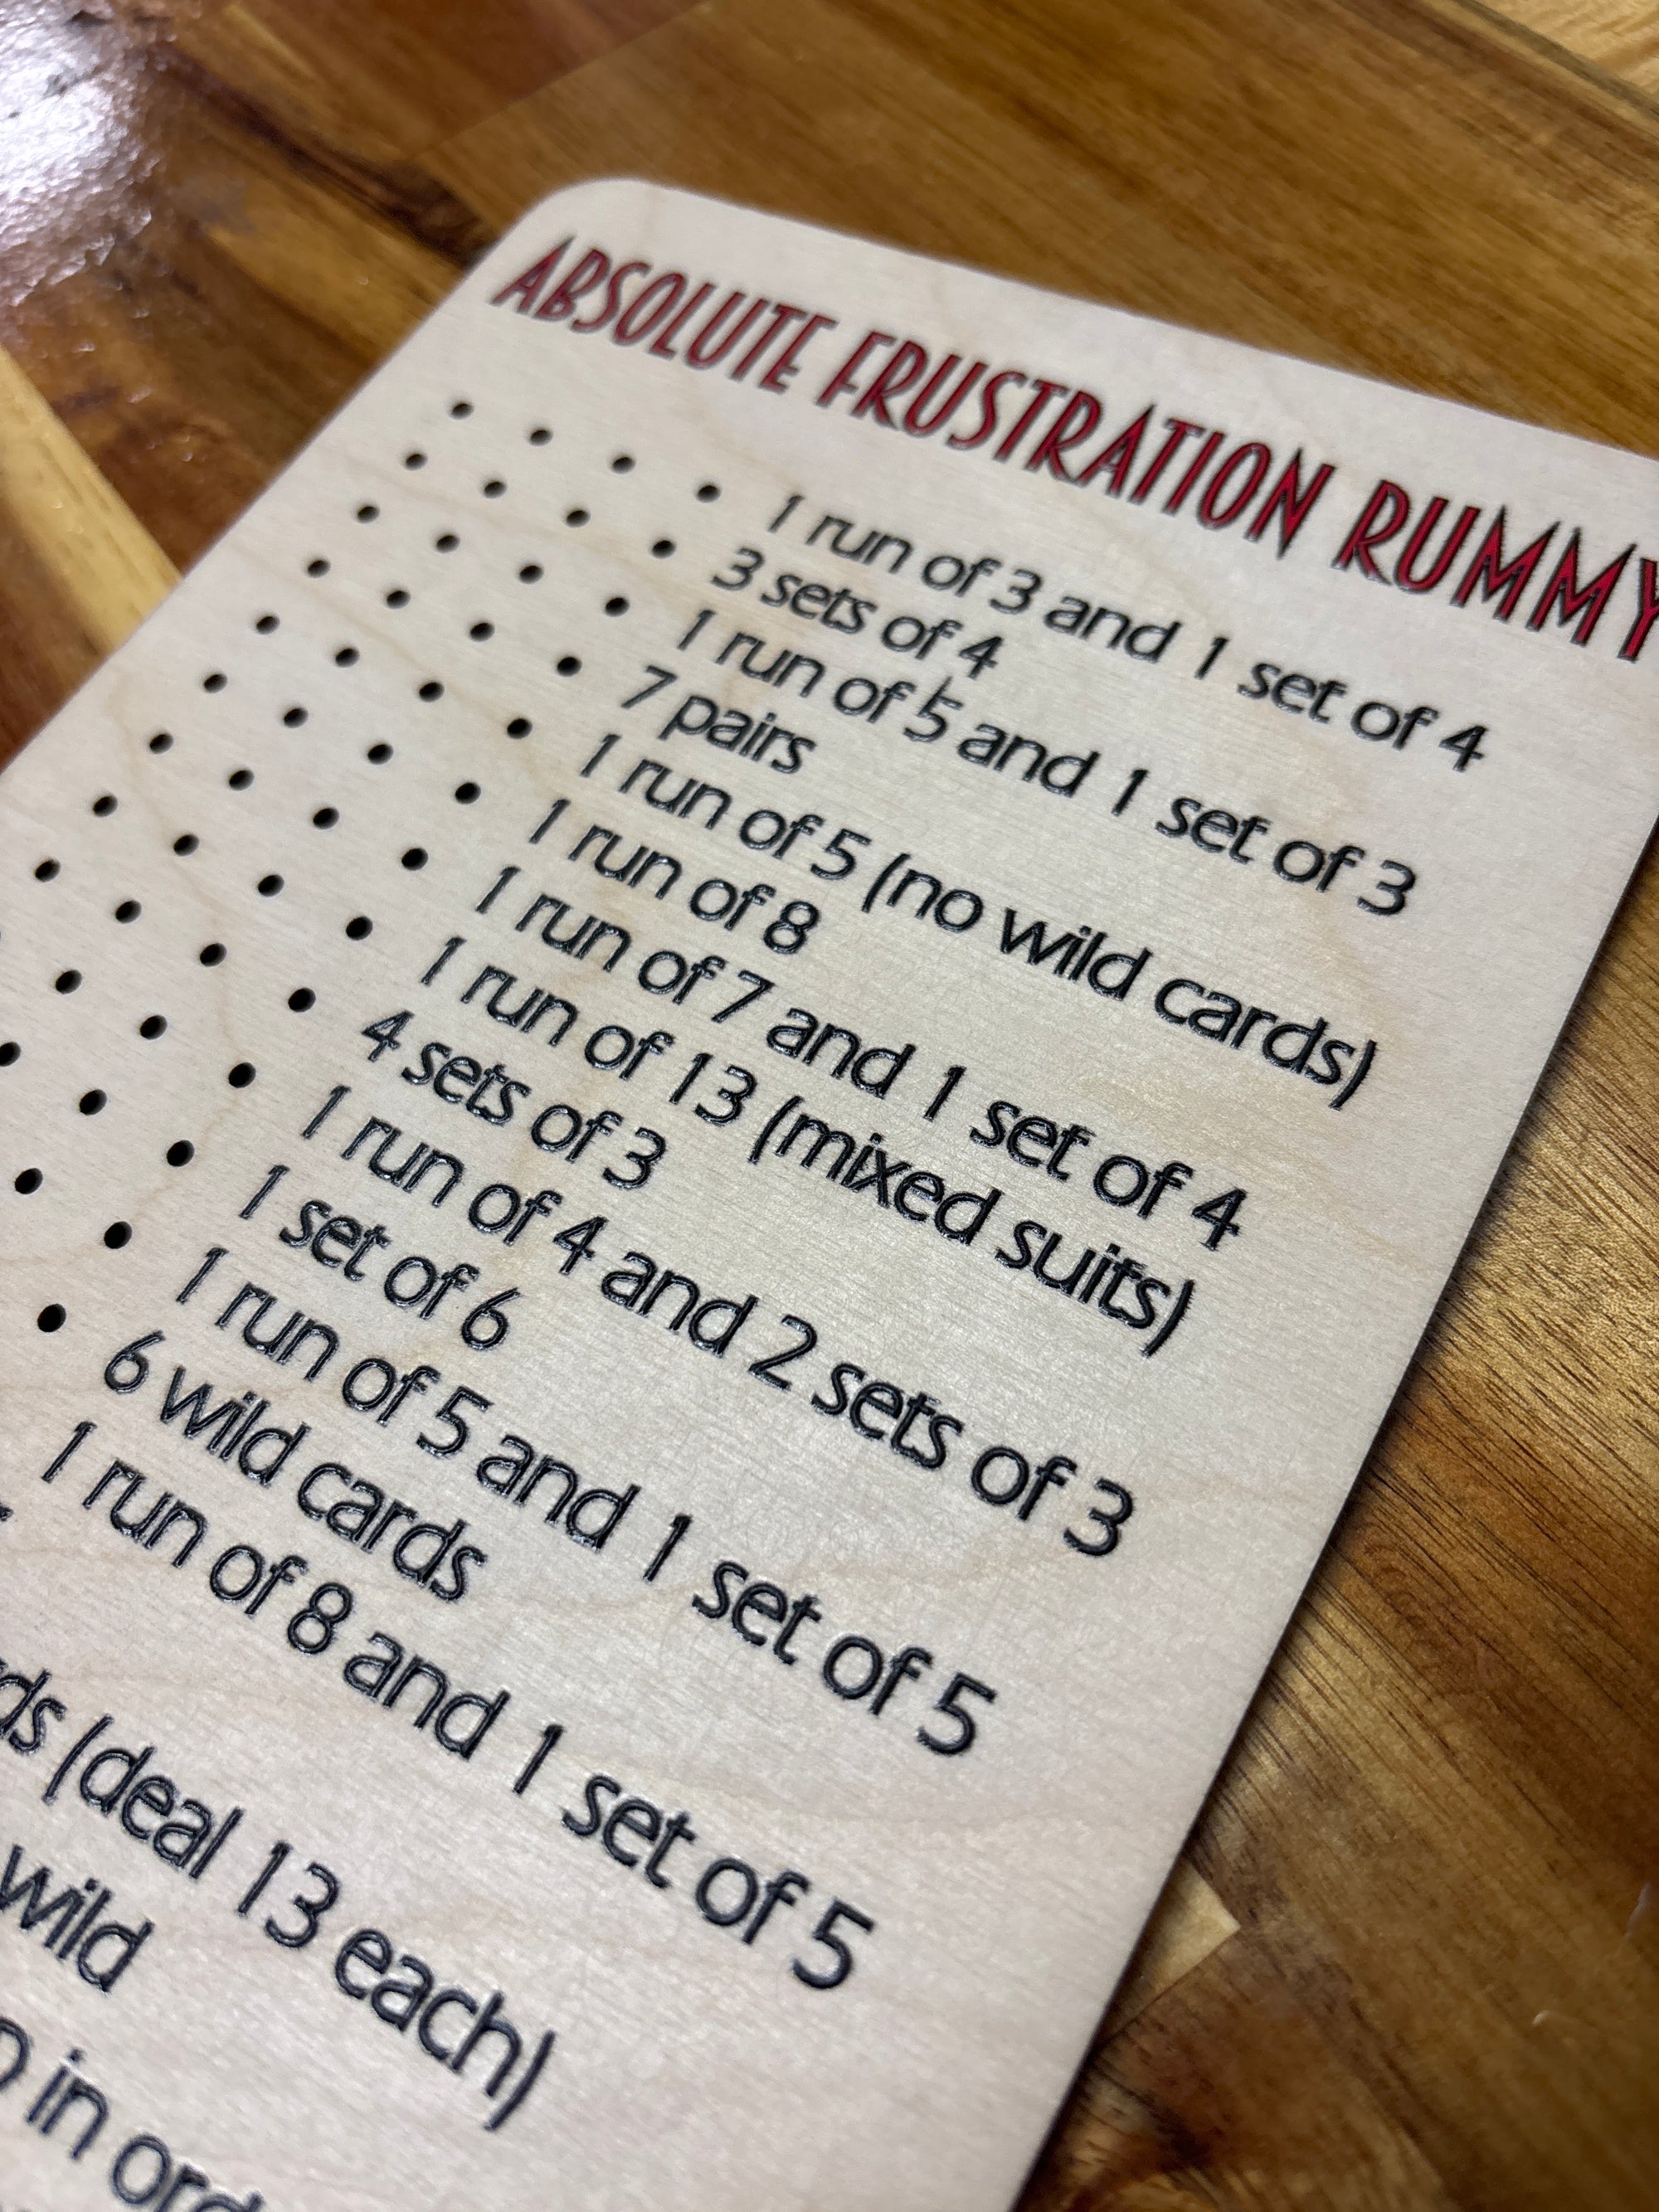 ABSOLUTE FRUSTRATION RUMMY
1 run of 3 and 1 set of 4
3 sets of 4
1 run of 5 and 1 set of 3
7 pairs
1 run of 5 (no wild cards)
1 run of 8
1 run of 7 and 1 set of 4
1 run of 13 (mixed suits)
4 sets of 3
1 run of 4 and 2 sets of 3
1 set of 6
1 run of 5 and 1 set of 5
6 wild cards
1 run of 8 and 1 set of 5
(deal 13 each)
wild
in